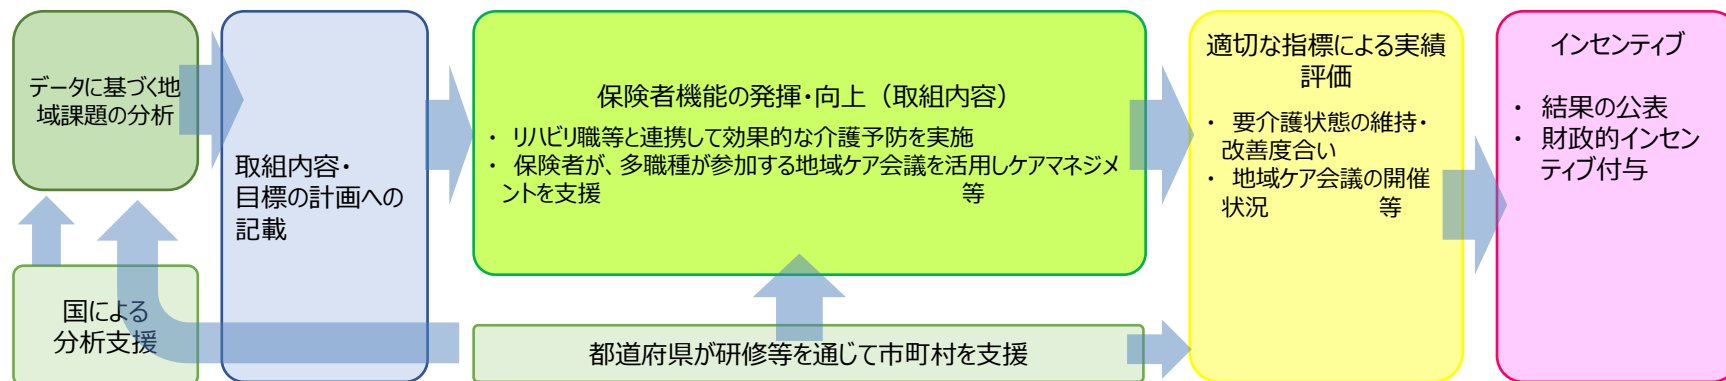 データに基づく地
域課題の分析
国による
分析支援
取組内容・
目標の計画への
記載
保険者機能の発揮・向上（取組内容）
・ リハビリ職等と連携して効果的な介護予防を実施
・ 保険者が、多職種が参加する地域ケア会議を活用しケアマネジメ
ントを支援 等
都道府県が研修等を通じて市町村を支援
適切な指標による実績
評価
・ 要介護状態の維持・
改善度合い
・ 地域ケア会議の開催
状況 等
インセンティブ
・ 結果の公表
・ 財政的インセン
ティブ付与